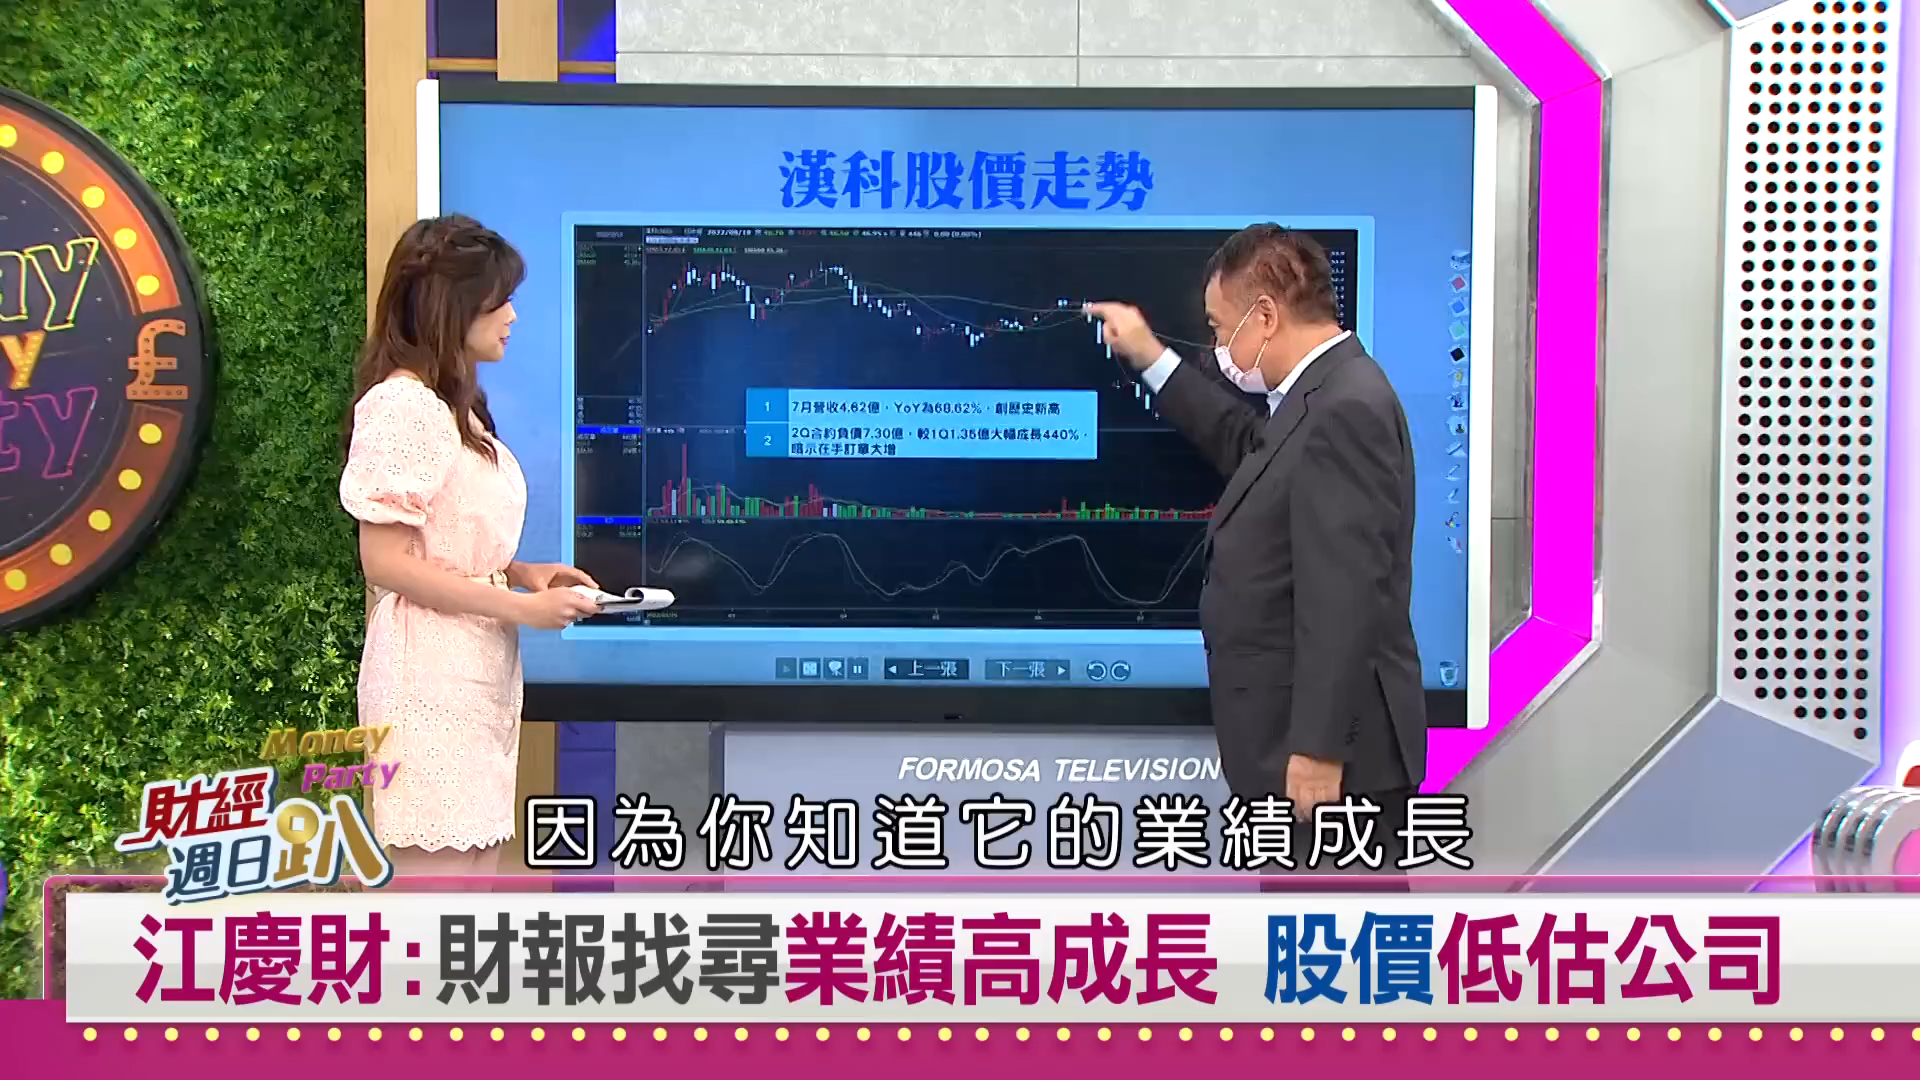 漢科股價走勢
2022/08/18
1 7月營收4.62億，YoY為68.62%，創歷史新高
2 2Q合約負債7.30億，較1Q1.35億大幅成長440%，
暗示在手訂單大增
上一張 下一張
FORMOSA TELEVISION
Money
Party
財經
週日趴
因為你知道它的業績成長
江慶財:財報找尋業績高成長 股價低估公司